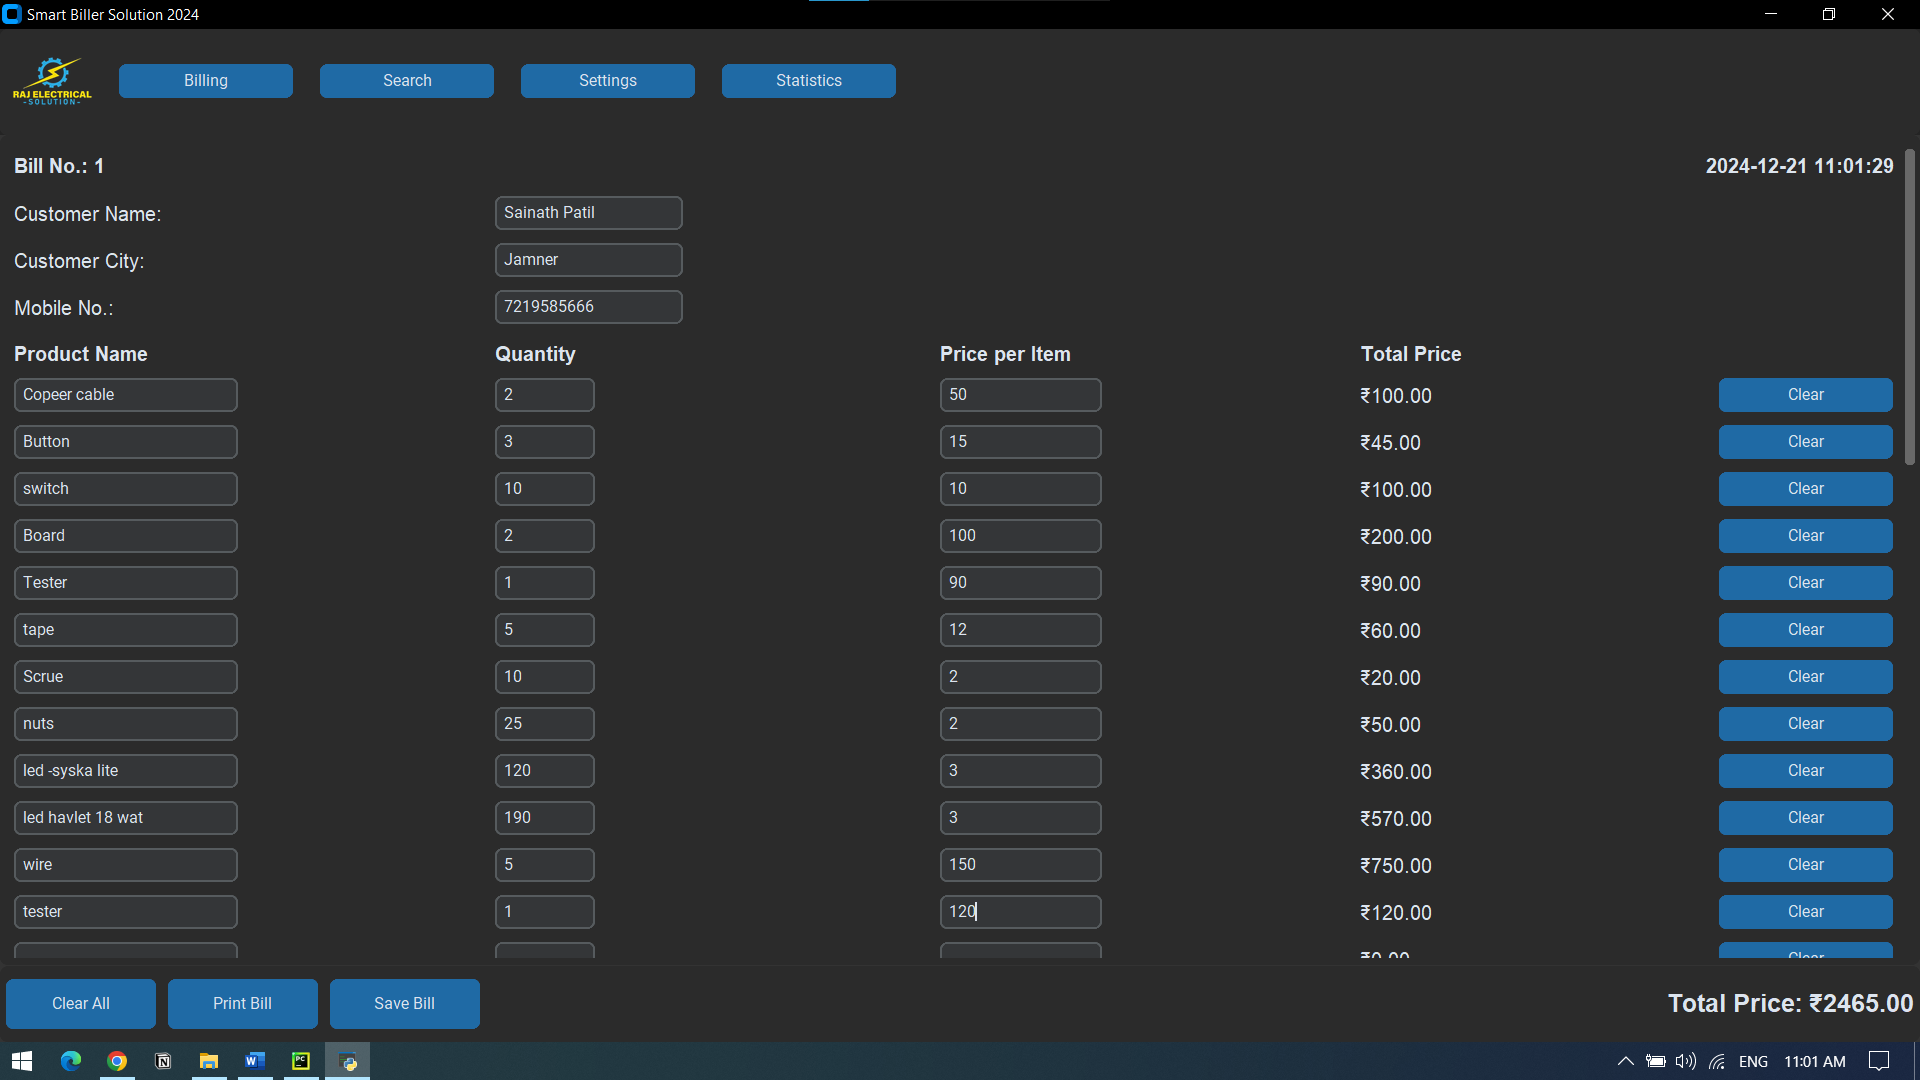 Smart Biller Solution 2024
RAJ ELECTRICAL
-SOLUTION-
Billing Search Settings Statistics
Bill No.: 1 2024-12-21 11:01:29
Customer Name: Sainath Patil
Customer City: Jamner
Mobile No.: 7219585666
Product Name Quantity Price per Item Total Price
Copeer cable 2 50 ₹100.00 Clear
Button 3 15 ₹45.00 Clear
switch 10 10 ₹100.00 Clear
Board 2 100 ₹200.00 Clear
Tester 1 90 ₹90.00 Clear
tape 5 12 ₹60.00 Clear
Scrue 10 2 ₹20.00 Clear
nuts 25 2 ₹50.00 Clear
led -syska lite 120 3 ₹360.00 Clear
led havlet 18 wat 190 3 ₹570.00 Clear
wire 5 150 ₹750.00 Clear
tester 1 120 ₹120.00 Clear
₹0.00 Clear
Clear All Print Bill Save Bill Total Price: ₹2465.00
ENG 11:01 AM